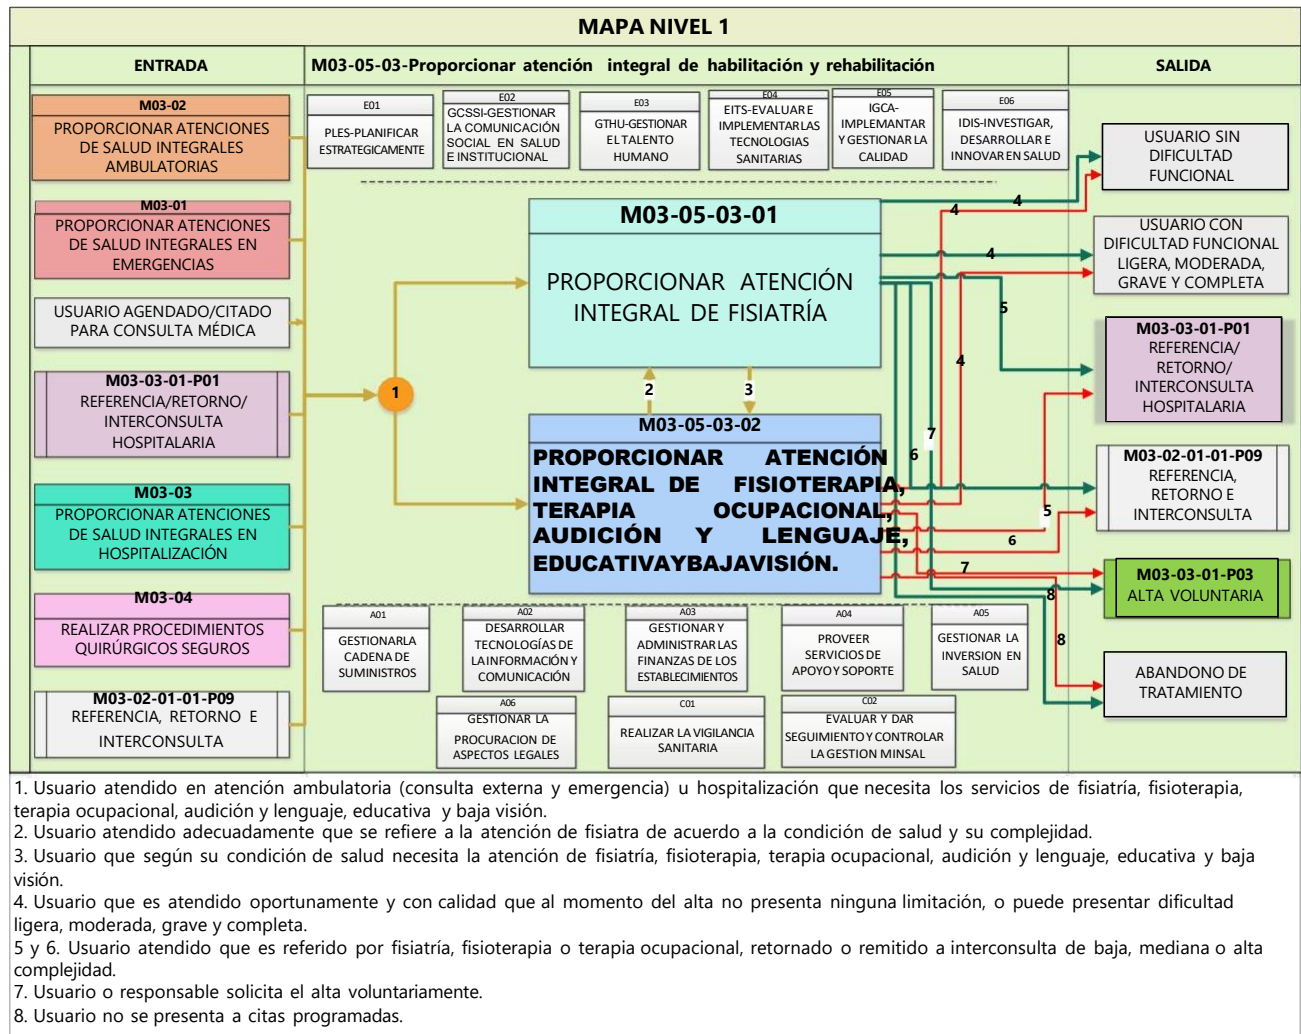 MAPA NIVEL 1
ENTRADA
M03-05-03-Proporcionar atención integral de habilitación y rehabilitación
SALIDA
M03-02
PROPORCIONAR ATENCIONES
DE SALUD INTEGRALES
AMBULATORIAS
M03-01
PROPORCIONAR ATENCIONES
DE SALUD INTEGRALES EN
EMERGENCIAS
USUARIO AGENDADO/CITADO
PARA CONSULTA MÉDICA
M03-03-01-P01
REFERENCIA/RETORNO/
INTERCONSULTA
HOSPITALARIA
M03-03
PROPORCIONAR ATENCIONES
DE SALUD INTEGRALES EN
HOSPITALIZACIÓN
M03-04
REALIZAR PROCEDIMIENTOS
QUIRÚRGICOS SEGUROS
M03-02-01-01-P09
REFERENCIA, RETORNO E
INTERCONSULTA
E01
PLES-PLANIFICAR
ESTRATEGICAMENTE
E02
GCSSI-GESTIONAR
LA COMUNICACIÓN
SOCIAL EN SALUD
E INSTITUCIONAL
E03
GTHU-GESTIONAR
EL TALENTO
HUMANO
E04
EITS-EVALUAR E
IMPLEMENTAR LAS
TECNOLOGIAS
SANITARIAS
E05
IGCA-
IMPLAMANTAR
Y GESTIONAR LA
CALIDAD
E06
IDIS-INVESTIGAR,
DESARROLLAR E
INNOVAR EN SALUD
1
M03-05-03-01
PROPORCIONAR ATENCIÓN
INTEGRAL DE FISIATRÍA
2
3
M03-05-03-02
PROPORCIONAR ATENCIÓN
INTEGRAL DE FISIOTERAPIA,
TERAPIA OCUPACIONAL,
AUDICIÓN Y LENGUAJE,
EDUCATIVAYBAJAVISIÓN.
4
4
4
5
4
7
6
5
6
7
8
8
A01
GESTIONARLA
CADENA DE
SUMINISTROS
A02
DESARROLLAR
TECNOLOGÍAS DE
LA INFORMACIÓN Y
COMUNICACIÓN
A03
GESTIONAR Y
ADMINISTRAR LAS
FINANZAS DE LOS
ESTABLECIMIENTOS
A04
PROVEER
SERVICIOS DE
APOYO Y SOPORTE
A05
GESTIONAR LA
INVERSION EN
SALUD
A06
GESTIONAR LA
PROCURACION DE
ASPECTOS LEGALES
C01
REALIZAR LA VIGILANCIA
SANITARIA
C02
EVALUAR Y DAR
SEGUIMIENTO Y CONTROLAR
LA GESTION MINSAL
USUARIO SIN
DIFICULTAD
FUNCIONAL
USUARIO CON
DIFICULTAD FUNCIONAL
LIGERA, MODERADA,
GRAVE Y COMPLETA
M03-03-01-P01
REFERENCIA/
RETORNO/
INTERCONSULTA
HOSPITALARIA
M03-02-01-01-P09
REFERENCIA,
RETORNO E
INTERCONSULTA
M03-03-01-P03
ALTA VOLUNTARIA
ABANDONO DE
TRATAMIENTO
1. Usuario atendido en atención ambulatoria (consulta externa y emergencia) u hospitalización que necesita los servicios de fisiatría, fisioterapia,
terapia ocupacional, audición y lenguaje, educativa y baja visión.
2. Usuario atendido adecuadamente que se refiere a la atención de fisiatra de acuerdo a la condición de salud y su complejidad.
3. Usuario que según su condición de salud necesita la atención de fisiatría, fisioterapia, terapia ocupacional, audición y lenguaje, educativa y baja
visión.
4. Usuario que es atendido oportunamente y con calidad que al momento del alta no presenta ninguna limitación, o puede presentar dificultad
ligera, moderada, grave y completa.
5 y 6. Usuario atendido que es referido por fisiatría, fisioterapia o terapia ocupacional, retornado o remitido a interconsulta de baja, mediana o alta
complejidad.
7. Usuario o responsable solicita el alta voluntariamente.
8. Usuario no se presenta a citas programadas.